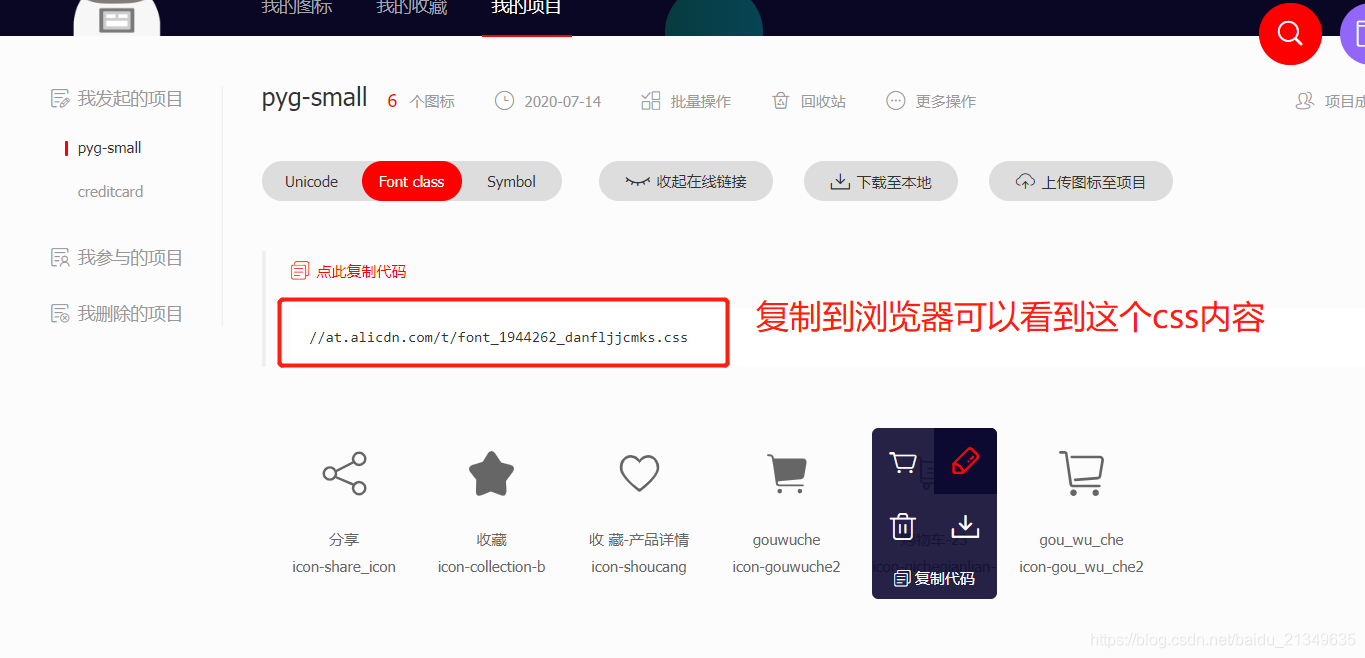 我的图标 我的收藏 我的项目
我发起的项目
pyg-small
creditcard
我参与的项目
我删除的项目
pyg-small 6 个图标 2020-07-14 批量操作 回收站 更多操作 项目成
Unicode Font class Symbol 收起在线链接 下载至本地 上传图标至项目
点此复制代码
//at.alicdn.com/t/font_1944262_danfljjcmks.css
复制到浏览器可以看到这个css内容
分享 收藏 收 藏-产品详情 gouwuche 购物车-23 gou_wu_che
icon-share_icon icon-collection-b icon-shoucang icon-gouwuche2 icon-gou_wu_che2
复制代码
https://blog.csdn.net/baidu_21349635